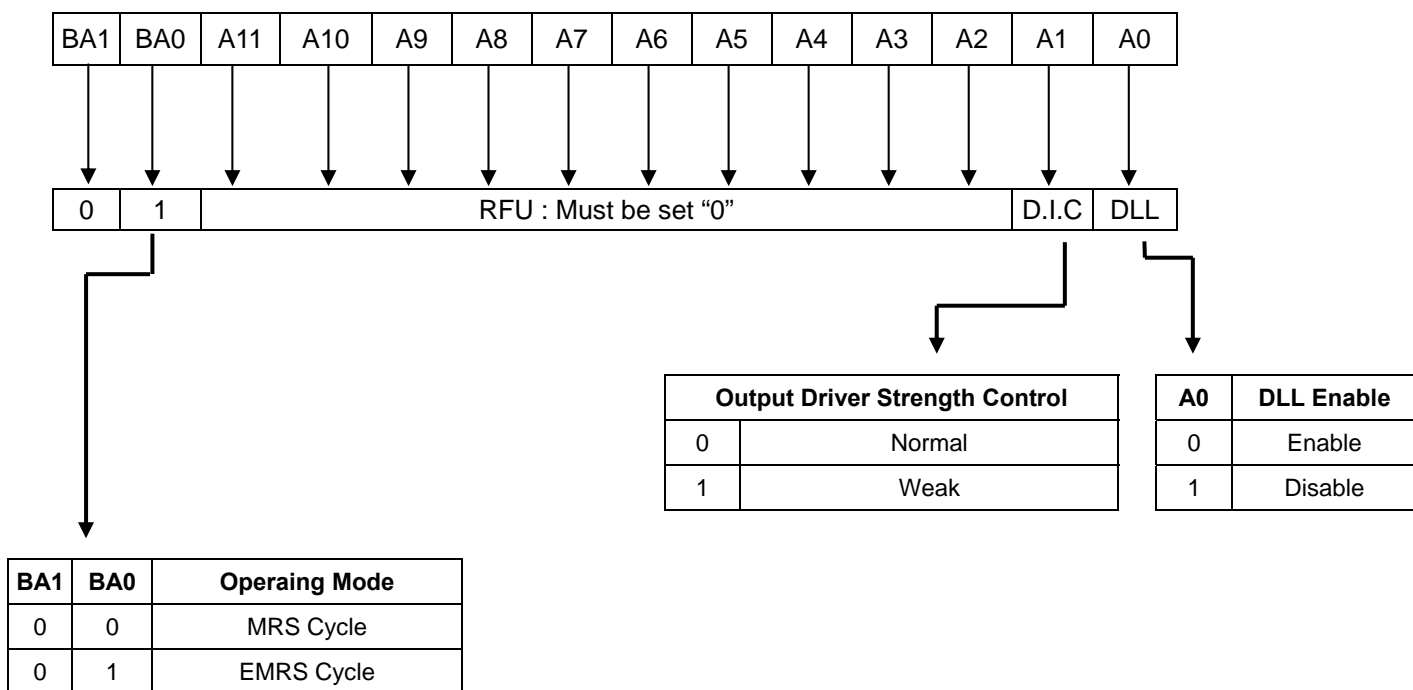 BA1 BA0 A11 A10 A9 A8 A7 A6 A5 A4 A3 A2 A1 A0
0 1 RFU : Must be set “0” D.I.C DLL
Output Driver Strength Control
0 Normal
1 Weak
A0 DLL Enable
0 Enable
1 Disable
BA1 BA0 Operaing Mode
0 0 MRS Cycle
0 1 EMRS Cycle